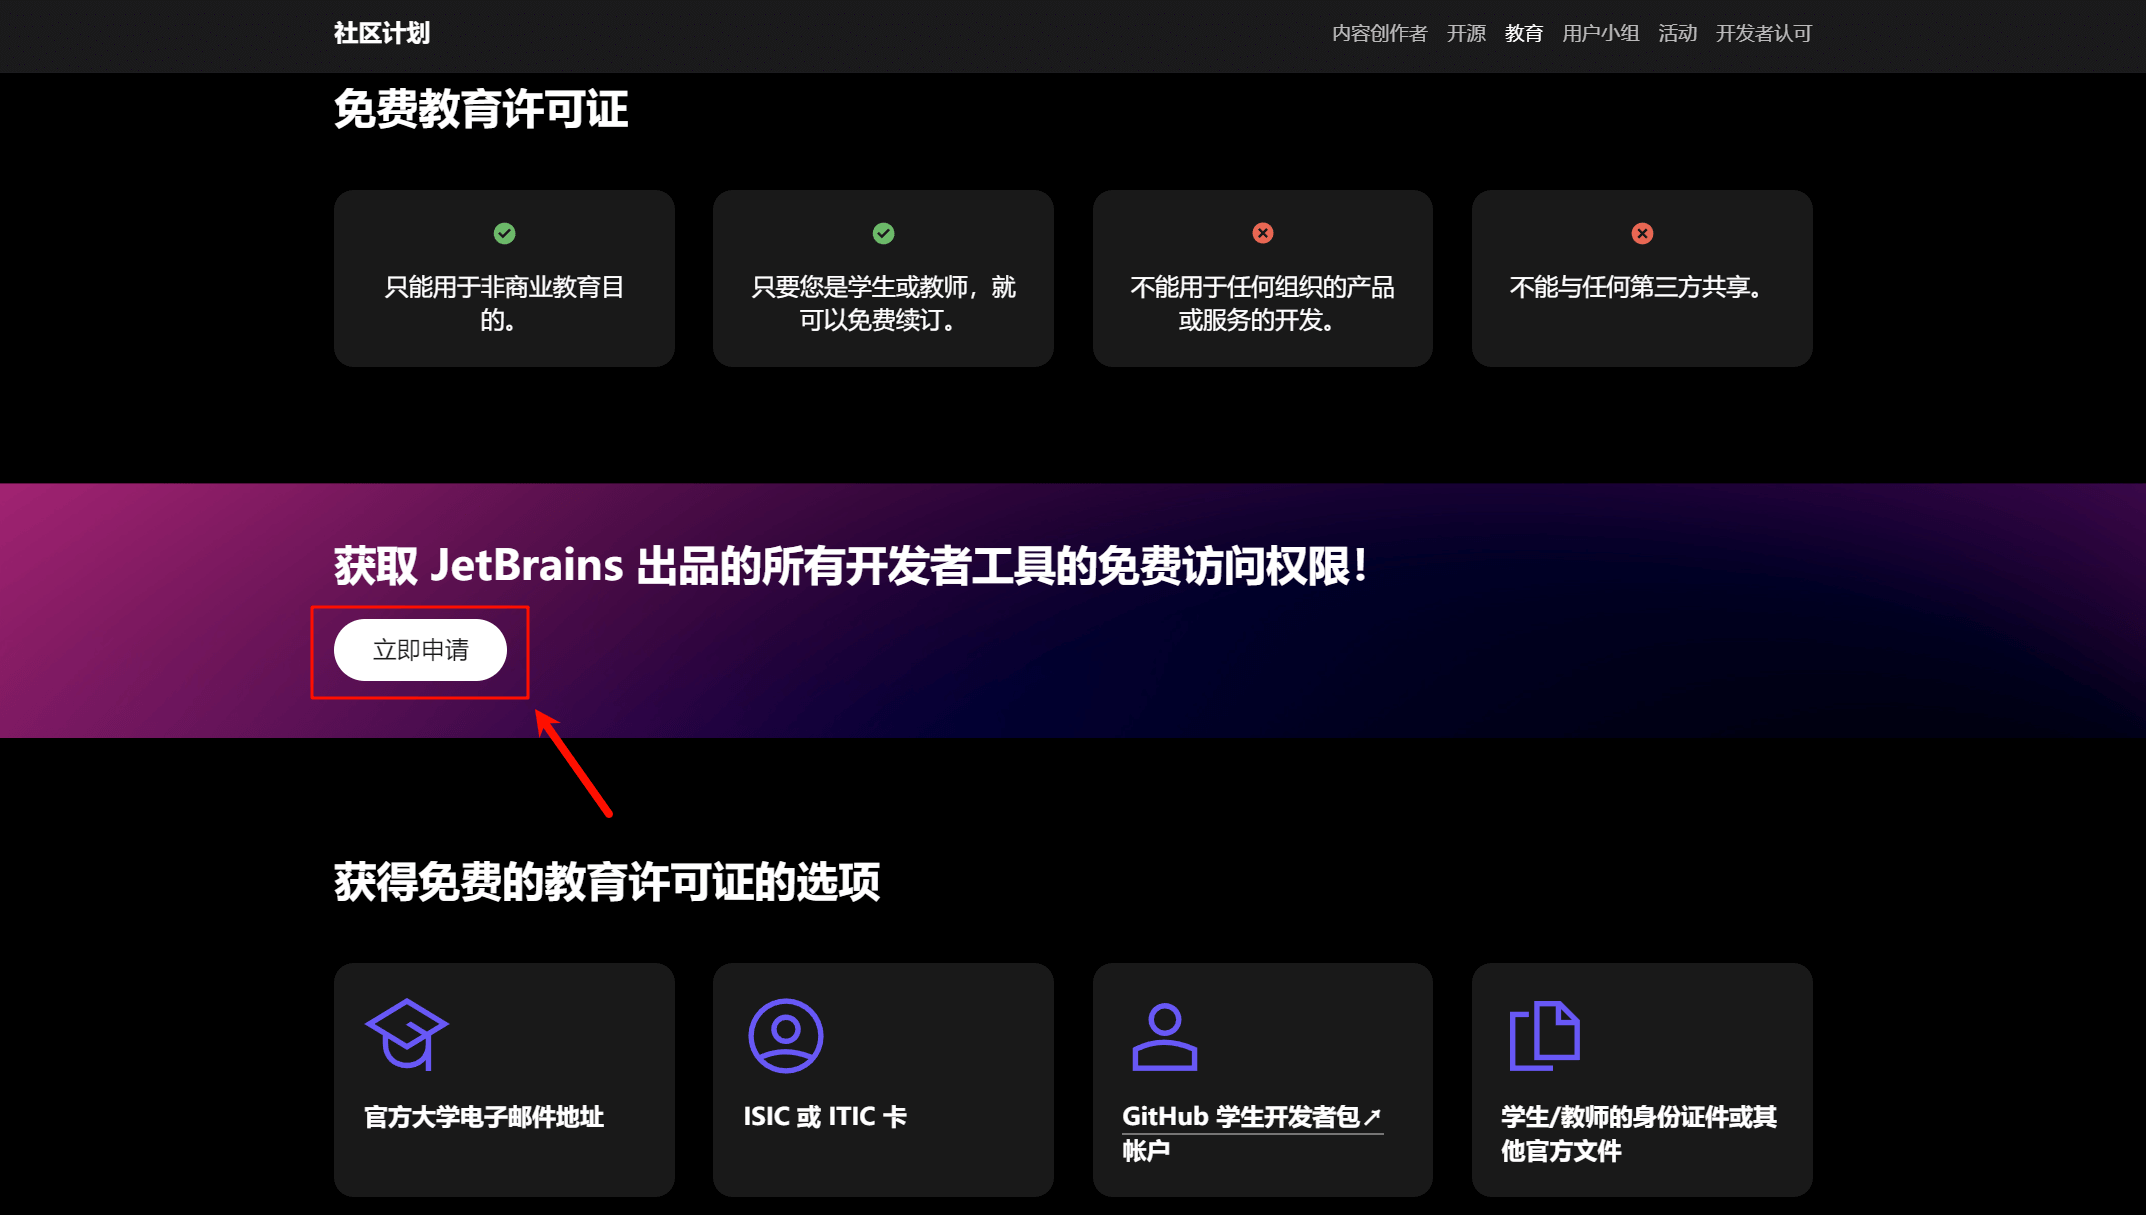 社区计划
内容创作者 开源 教育 用户小组 活动 开发者认可
免费教育许可证
只能用于非商业教育目
的。
只要您是学生或教师，就
可以免费续订。
不能用于任何组织的产品
或服务的开发。
不能与任何第三方共享。
获取 JetBrains 出品的所有开发者工具的免费访问权限！
立即申请
获得免费的教育许可证的选项
官方大学电子邮件地址
ISIC 或 ITIC 卡
GitHub 学生开发者包↗
帐户
学生/教师的身份证件或其
他官方文件